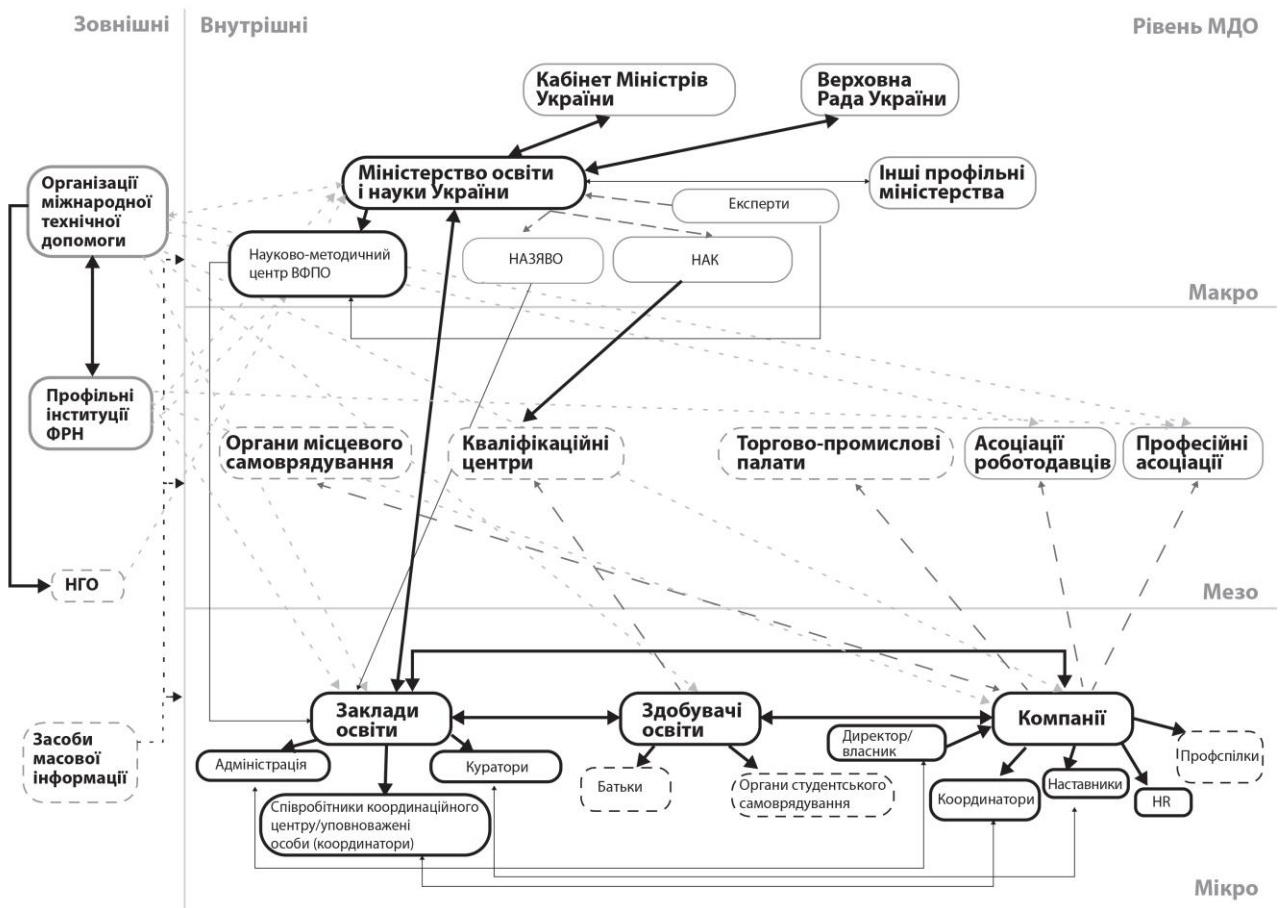 Зовнішні
Внутрішні
Рівень МДО
Кабінет Міністрів
України
Верховна
Рада України
Міністерство освіти
і науки України
Інші профільні
міністерства
Організації
міжнародної
технічної
допомоги
Експерти
Науково-методичний
центр ВФПО
НАЗЯВО
НАК
Макро
Профільні
інституції
ФРН
Органи місцевого
самоврядування
Кваліфікаційні
центри
Торгово-промислові
палати
Асоціації
роботодавців
Професійні
асоціації
НГО
Мезо
Засоби
масової
інформації
Заклади
освіти
Здобувачі
освіти
Компанії
Директор/
власник
Адміністрація
Куратори
Батьки
Органи студентського
самоврядування
Профспілки
Координатори
Наставники
HR
Співробітники координаційного
центру/уповноважені
особи (координатори)
Мікро